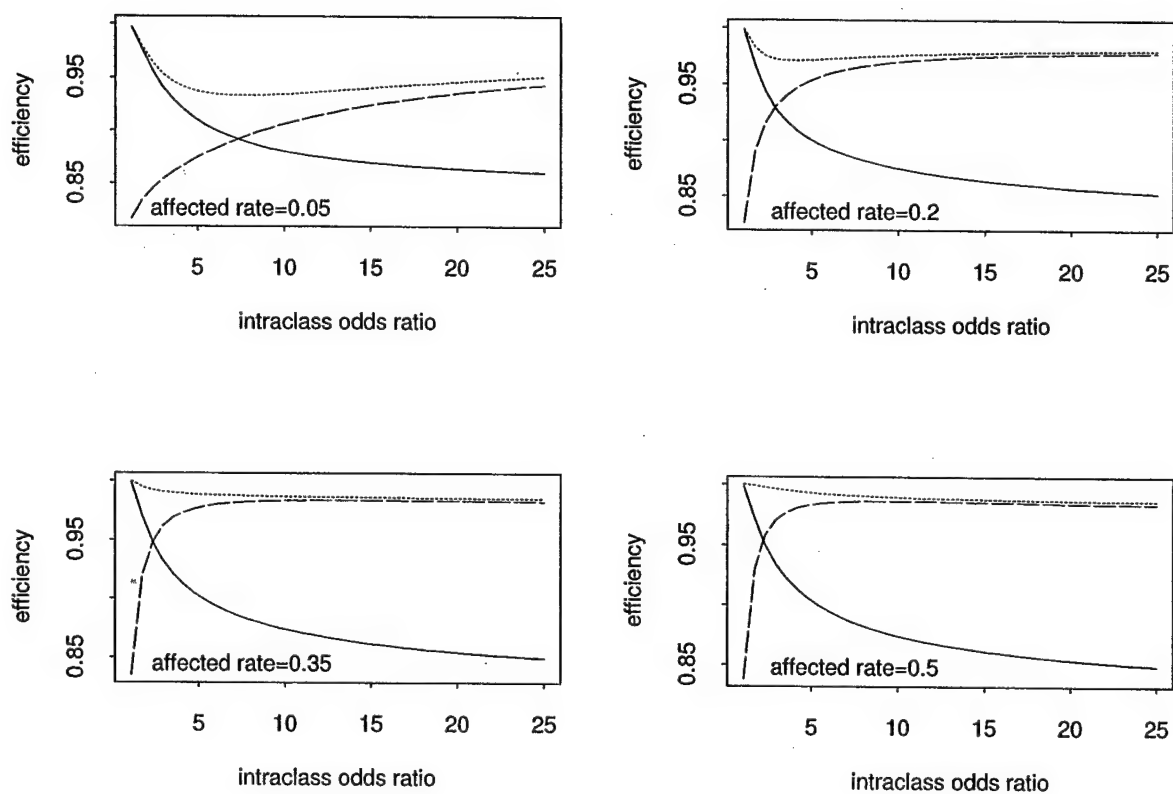 efficiency
0.95
0.85
affected rate=0.05
5 10 15 20 25
intraclass odds ratio
efficiency
0.95
0.85
affected rate=0.2
5 10 15 20 25
intraclass odds ratio
efficiency
0.95
0.85
affected rate=0.35
5 10 15 20 25
intraclass odds ratio
efficiency
0.95
0.85
affected rate=0.5
5 10 15 20 25
intraclass odds ratio